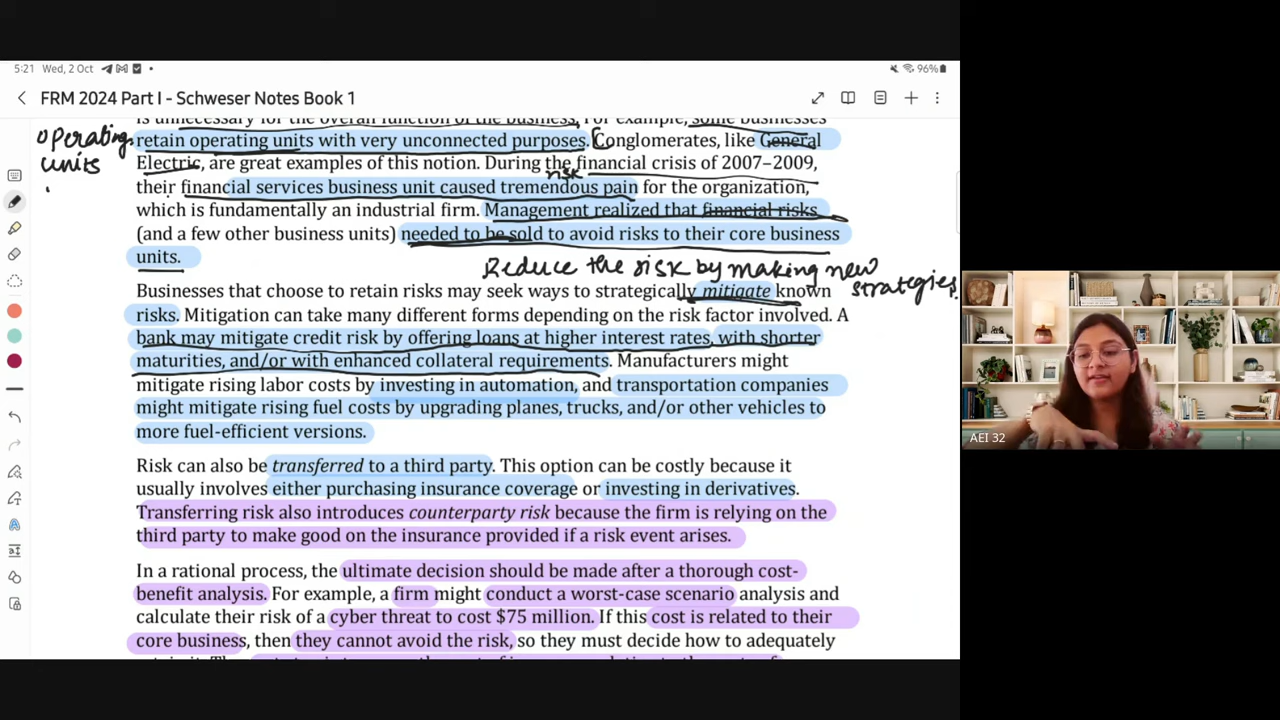 5:21 Wed, 2 Oct
96%
FRM 2024 Part I - Schweser Notes Book 1
is unnecessary for the overall function of the business. For example, some businesses
operating units
retain operating units with very unconnected purposes. Conglomerates, like General
Electric, are great examples of this notion. During the financial crisis of 2007–2009,
risk
their financial services business unit caused tremendous pain for the organization,
which is fundamentally an industrial firm. Management realized that financial risks
(and a few other business units) needed to be sold to avoid risks to their core business
units.
Reduce the risk by making new strategies.
Businesses that choose to retain risks may seek ways to strategically mitigate known
risks. Mitigation can take many different forms depending on the risk factor involved. A
bank may mitigate credit risk by offering loans at higher interest rates, with shorter
maturities, and/or with enhanced collateral requirements. Manufacturers might
mitigate rising labor costs by investing in automation, and transportation companies
might mitigate rising fuel costs by upgrading planes, trucks, and/or other vehicles to
more fuel-efficient versions.
Risk can also be transferred to a third party. This option can be costly because it
usually involves either purchasing insurance coverage or investing in derivatives.
Transferring risk also introduces counterparty risk because the firm is relying on the
third party to make good on the insurance provided if a risk event arises.
In a rational process, the ultimate decision should be made after a thorough cost-
benefit analysis. For example, a firm might conduct a worst-case scenario analysis and
calculate their risk of a cyber threat to cost $75 million. If this cost is related to their
core business, then they cannot avoid the risk, so they must decide how to adequately
AEI 32